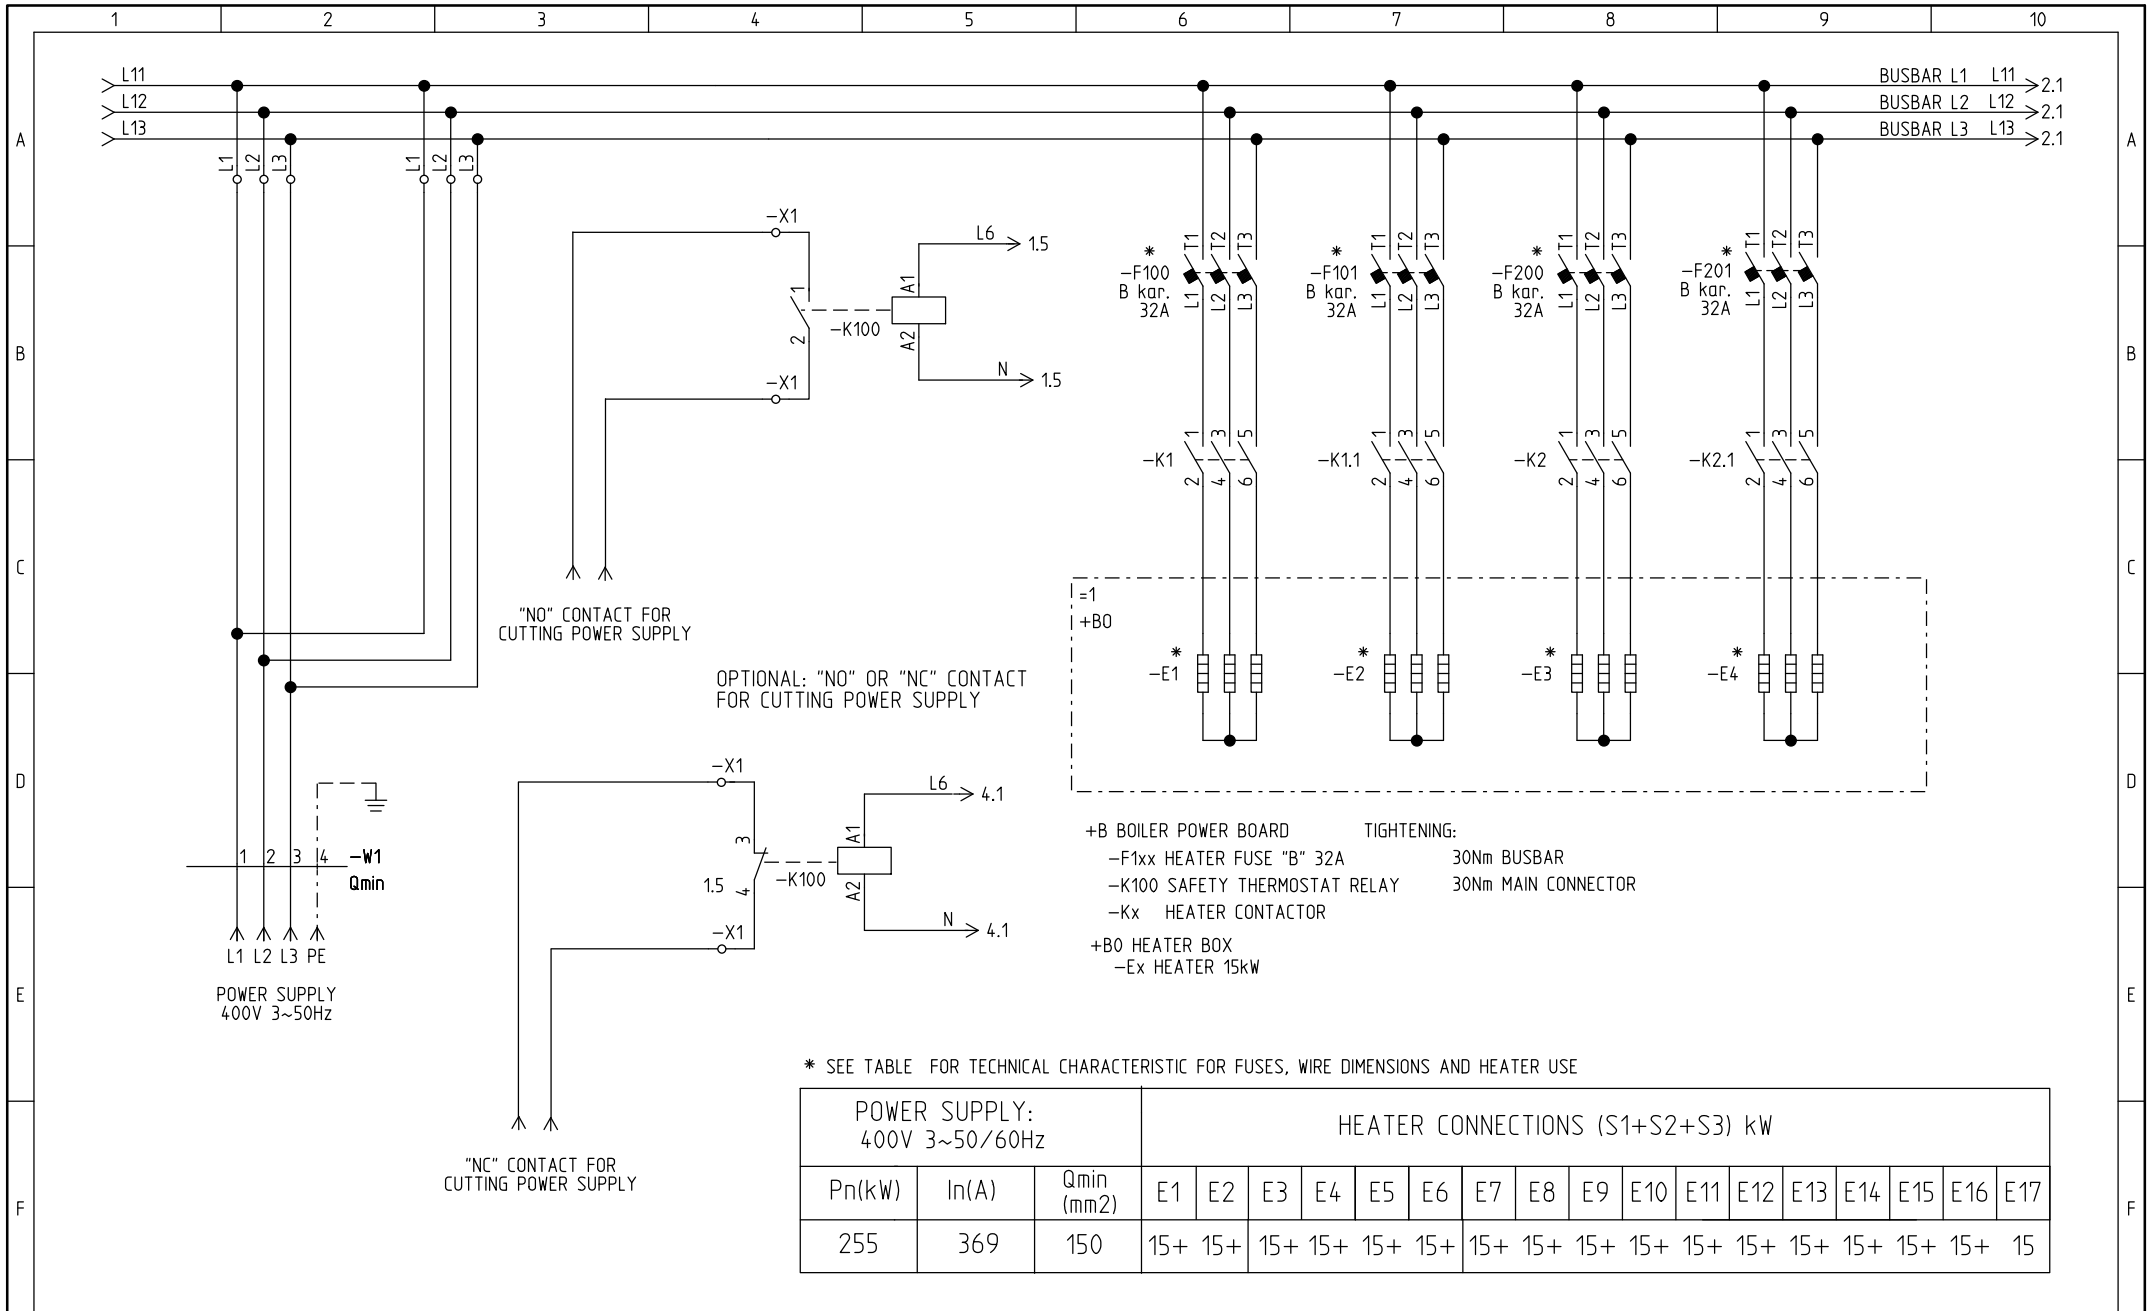 1 2 3 4 5 6 7 8 9 10
L11 BUSBAR L1 L11 2.1
L12 BUSBAR L2 L12 2.1
L13 BUSBAR L3 L13 2.1
A A
L1 L2 L3 L1 L2 L3
-X1
L6 1.5
A1
1
-K100
2
A2
N 1.5
-X1
* * * *
T1 T2 T3 T1 T2 T3 T1 T2 T3 T1 T2 T3
-F100 -F101 -F200 -F201
B kar. B kar. B kar. B kar.
32A 32A 32A 32A
L1 L2 L3 L1 L2 L3 L1 L2 L3 L1 L2 L3
B B
1 3 5 1 3 5 1 3 5 1 3 5
-K1 -K1.1 -K2 -K2.1
2 4 6 2 4 6 2 4 6 2 4 6
C C
=1
+B0
"NO" CONTACT FOR
CUTTING POWER SUPPLY
* * * *
-E1 -E2 -E3 -E4
OPTIONAL: "NO" OR "NC" CONTACT
FOR CUTTING POWER SUPPLY
D D
-X1
L6 4.1
A1
3
-K100
1.5 4
A2
N 4.1
-X1
1 2 3 4 -W1
Qmin
L1 L2 L3 PE
POWER SUPPLY
400V 3~50Hz
+B BOILER POWER BOARD TIGHTENING:
-F1xx HEATER FUSE "B" 32A 30Nm BUSBAR
-K100 SAFETY THERMOSTAT RELAY 30Nm MAIN CONNECTOR
-Kx HEATER CONTACTOR
+B0 HEATER BOX
-Ex HEATER 15kW
E E
"NC" CONTACT FOR
CUTTING POWER SUPPLY
* SEE TABLE FOR TECHNICAL CHARACTERISTIC FOR FUSES, WIRE DIMENSIONS AND HEATER USE
POWER SUPPLY:
400V 3~50/60Hz
HEATER CONNECTIONS (S1+S2+S3) kW
Pn(kW) In(A) Qmin
(mm2)
E1 E2 E3 E4 E5 E6 E7 E8 E9 E10 E11 E12 E13 E14 E15 E16 E17
F F
255 369 150 15+ 15+ 15+ 15+ 15+ 15+ 15+ 15+ 15+ 15+ 15+ 15+ 15+ 15+ 15+ 15+ 15